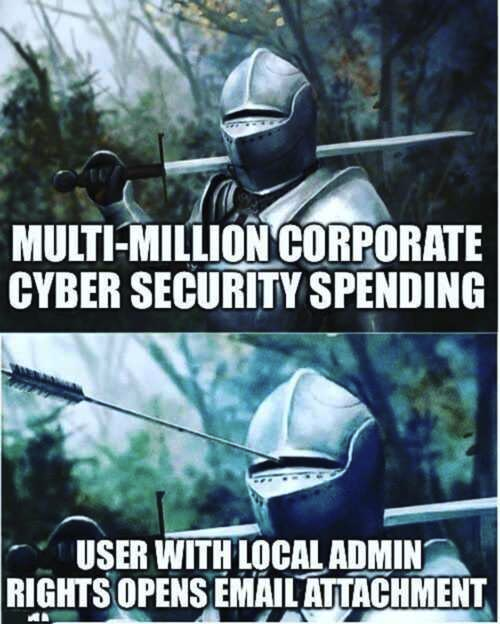 MULTI-MILLION CORPORATE
CYBER SECURITY SPENDING
USER WITH LOCAL ADMIN
RIGHTS OPENS EMAIL ATTACHMENT